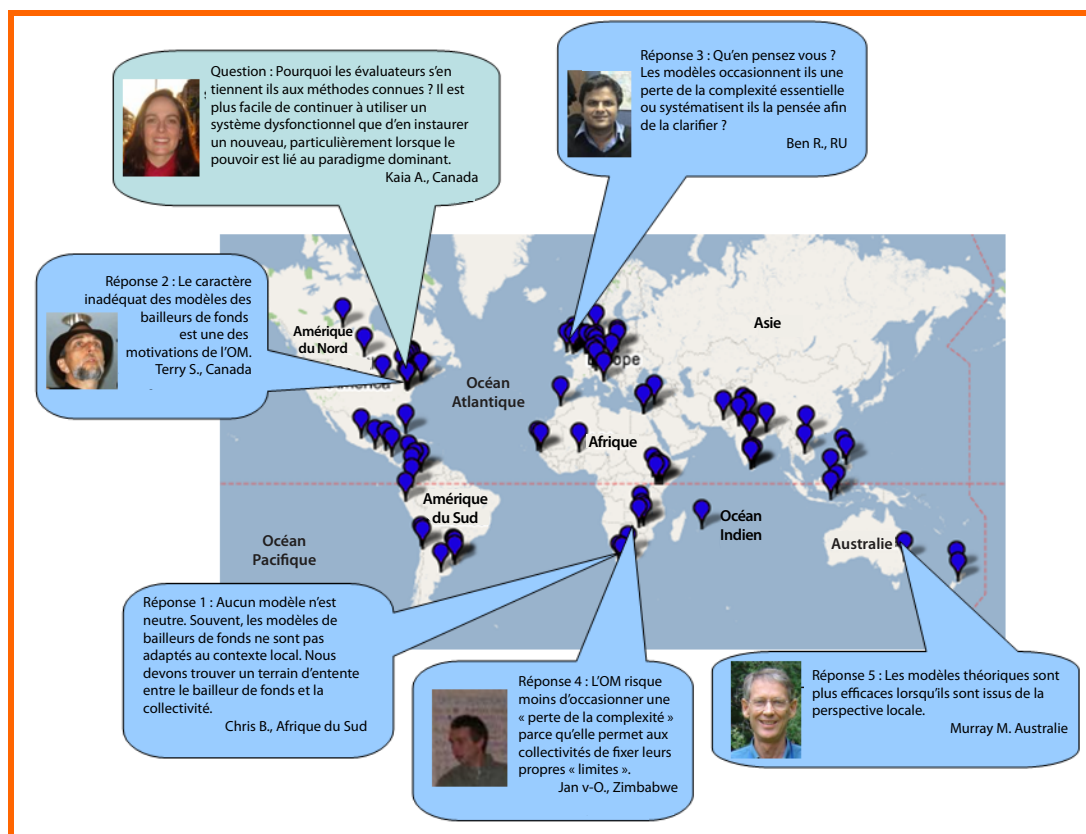 Question : Pourquoi les évaluateurs s'en
tiennent ils aux méthodes connues ? Il est
plus facile de continuer à utiliser un
système dysfonctionnel que d'en instaurer
un nouveau, particulièrement lorsque le
pouvoir est lié au paradigme dominant.
Kaia A., Canada
Réponse 3 : Qu'en pensez vous ?
Les modèles occasionnent ils une
perte de la complexité essentielle
ou systématisent ils la pensée afin
de la clarifier ?
Ben R., RU
Réponse 2 : Le caractère
inadéquat des modèles des
bailleurs de fonds
est une des
motivations de l'OM.
Terry S., Canada
Amérique
du Nord
Asie
Océan
Atlantique
Afrique
Amérique
du Sud
Océan
Indien
Océan
Pacifique
Australie
Réponse 1 : Aucun modèle n'est
neutre. Souvent, les modèles de
bailleurs de fonds ne sont pas
adaptés au contexte local. Nous
devons trouver un terrain d'entente
entre le bailleur de fonds et la
collectivité.
Chris B., Afrique du Sud
Réponse 4 : L'OM risque
moins d'occasionner une
« perte de la complexité »
parce qu'elle permet aux
collectivités de fixer leurs
propres « limites ».
Jan v-O., Zimbabwe
Réponse 5 : Les modèles théoriques sont
plus efficaces lorsqu'ils sont issus de la
perspective locale.
Murray M. Australie